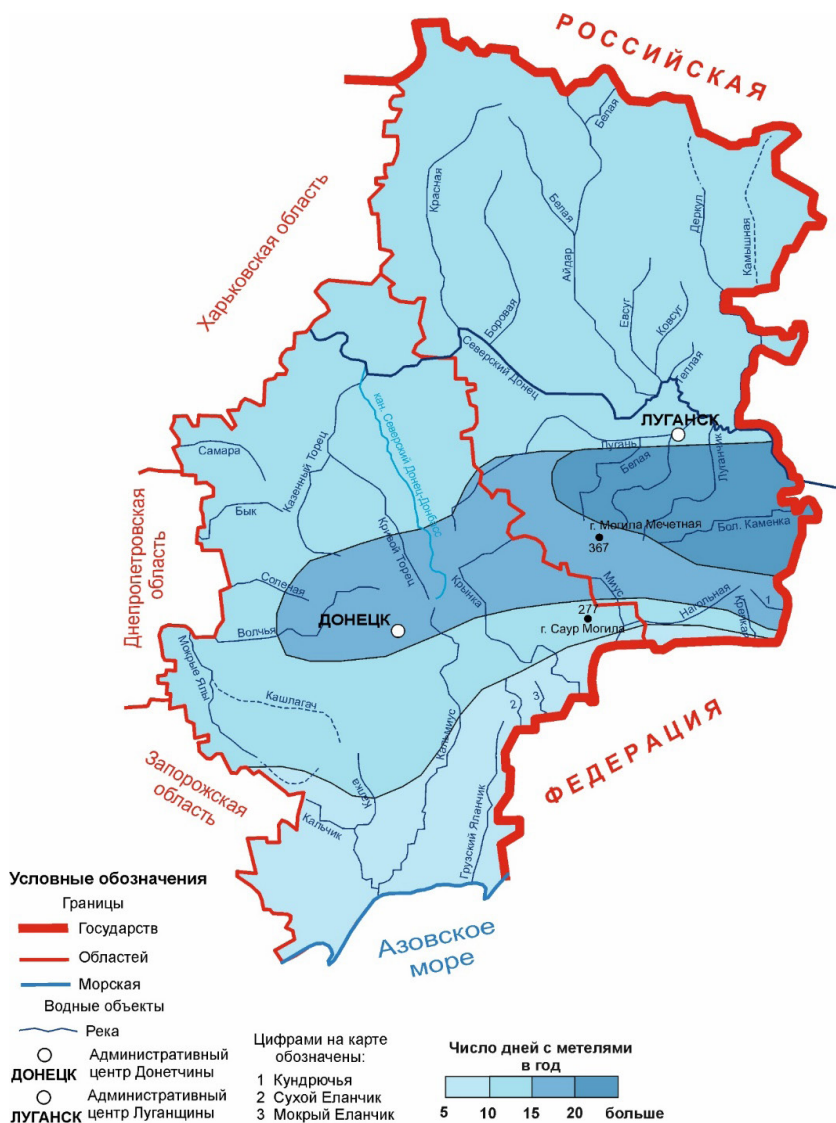 РОССИЙСКАЯ
Белая
Красная
Белая
Деркул
Камышная
Харьковская область
Айдар
Боровая
Евсуг
Ковсуг
Северский Донец
Теплая
кан. Северский Донец-Донбасс
ЛУГАНСК
Самара
Казенный Торец
Лугань
Белая
Луганчик
Бык
Кривой Торец
г. Могила Мечетная
367
Бол. Каменка
Днепропетровская
область
Соленая
Крынка
Миус
277
Нагольная
Крепкая
1
ДОНЕЦК
Волчья
г. Саур Могила
Мокрые Ялы
Кашлагач
2
3
Кальмиус
ФЕДЕРАЦИЯ
Запорожская
область
Калка
Кальчик
Грузский Яланчик
Азовское
море
Условные обозначения
Границы
Государств
Областей
Морская
Водные объекты
Река
Административный
ДОНЕЦК центр Донетчины
Административный
ЛУГАНСК центр Луганщины
Цифрами на карте
обозначены:
1 Кундрючья
2 Сухой Еланчик
3 Мокрый Еланчик
Число дней с метелями
в год
5 10 15 20 больше